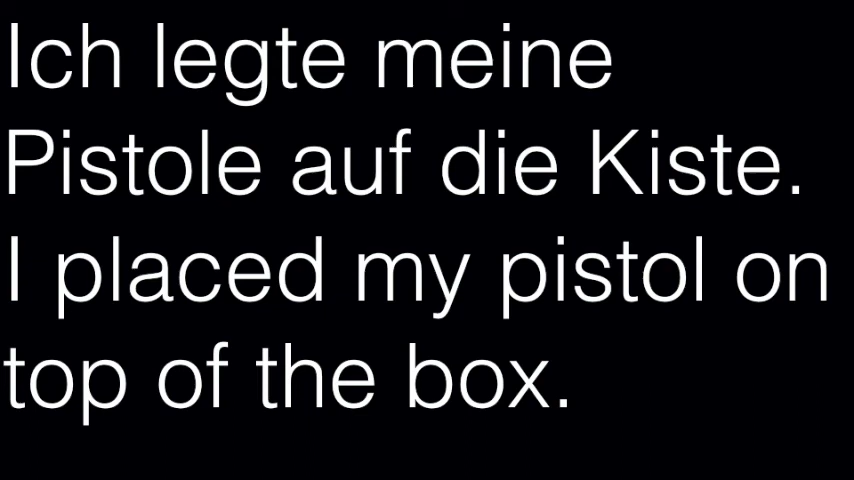 Ich legte meine
Pistole auf die Kiste.
I placed my pistol on
top of the box.